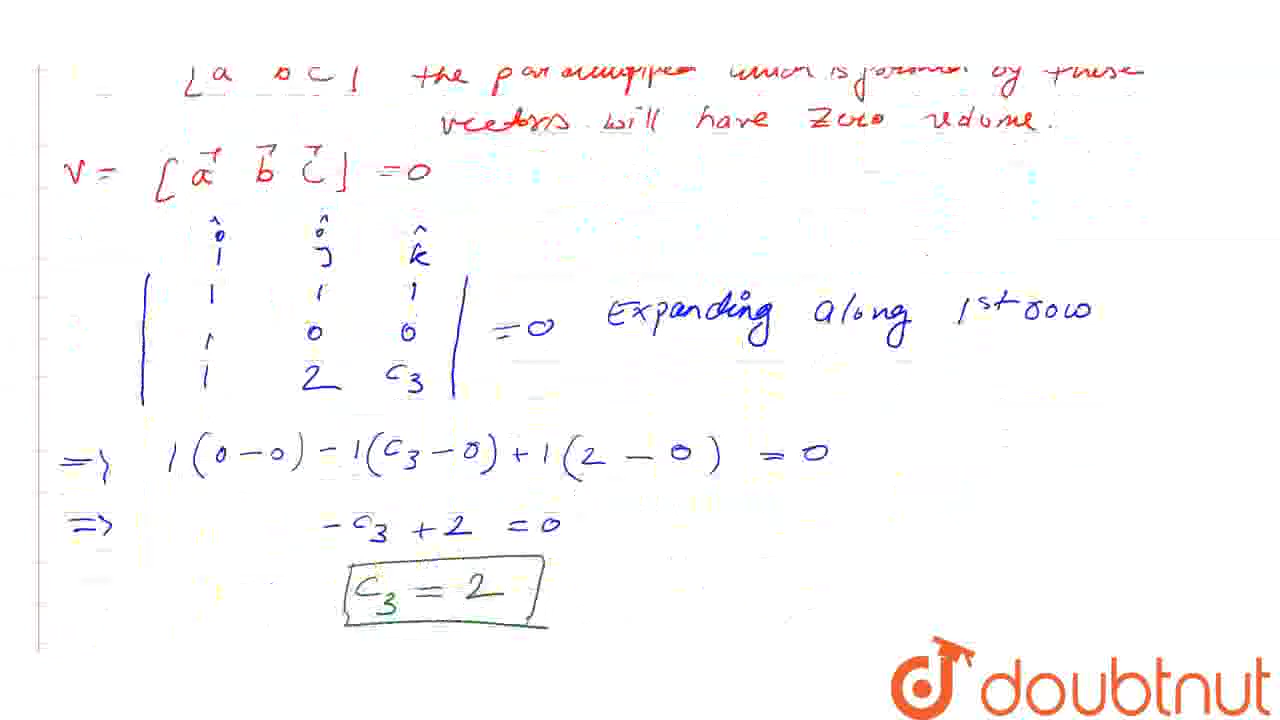 [a b c] the which is formed by these
vectors will have zero volume.
V = [a⃗ b⃗ c⃗] = 0
î ĵ k̂
1 1 1
1 0 0
1 2 c₃
= 0 Expanding along 1st row
=> 1(0-0) - 1(c₃-0) + 1(2-0) = 0
=> -c₃ + 2 = 0
c₃ = 2
doubtnut